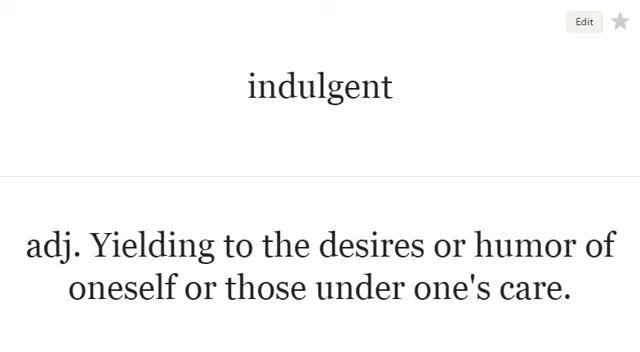 Edit
indulgent
adj. Yielding to the desires or humor of
oneself or those under one's care.